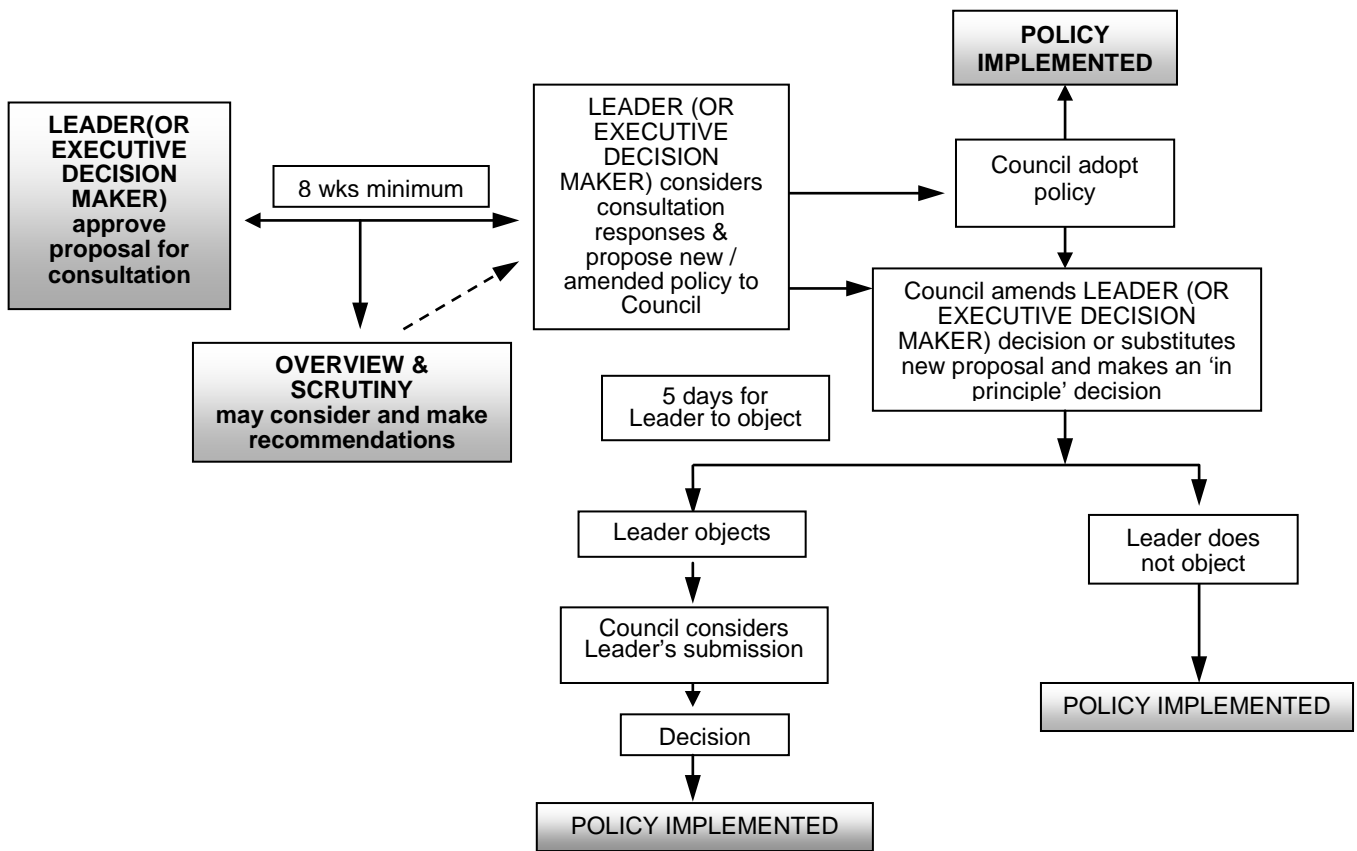 POLICY
IMPLEMENTED
LEADER(OR
EXECUTIVE
DECISION
MAKER)
approve
proposal for
consultation
8 wks minimum
LEADER (OR
EXECUTIVE
DECISION
MAKER) considers
consultation
responses &
propose new /
amended policy to
Council
Council adopt
policy
OVERVIEW &
SCRUTINY
may consider and make
recommendations
Council amends LEADER (OR
EXECUTIVE DECISION
MAKER) decision or substitutes
new proposal and makes an ‘in
principle’ decision
5 days for
Leader to object
Leader objects
Leader does
not object
Council considers
Leader’s submission
Decision
POLICY IMPLEMENTED
POLICY IMPLEMENTED